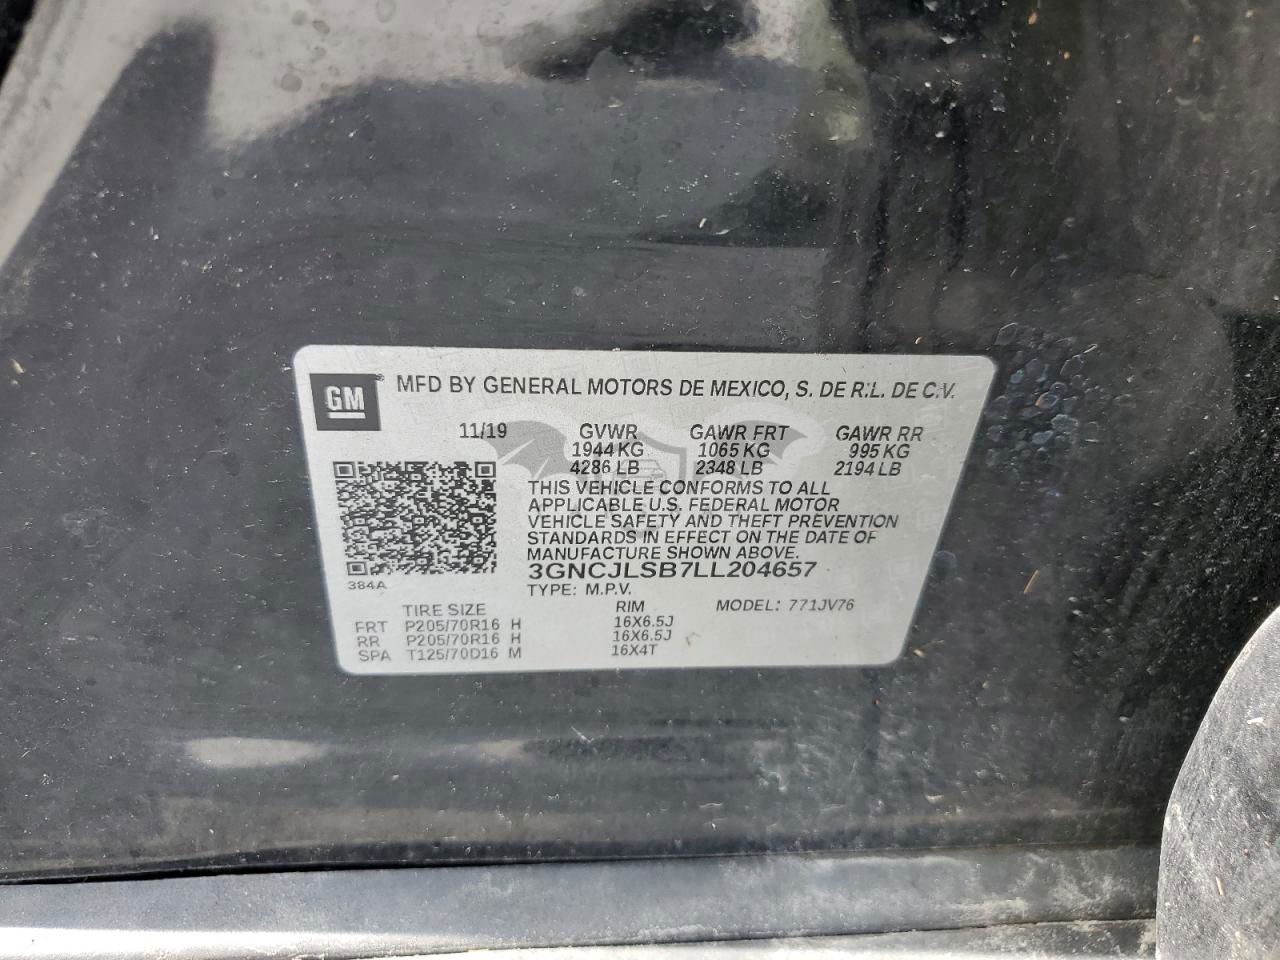 GM ® MFD BY GENERAL MOTORS DE MEXICO, S. DE R.L. DE C.V.
11/19 GVWR GAWR FRT GAWR RR
1944 KG 1065 KG 995 KG
4286 LB 2348 LB 2194 LB
THIS VEHICLE CONFORMS TO ALL
APPLICABLE U.S. FEDERAL MOTOR
VEHICLE SAFETY AND THEFT PREVENTION
STANDARDS IN EFFECT ON THE DATE OF
MANUFACTURE SHOWN ABOVE.
3GNCJLSB7LL204657
384A
TYPE: M.P.V.
TIRE SIZE RIM MODEL: 771JV76
FRT P205/70R16 H 16X6.5J
RR P205/70R16 H 16X6.5J
SPA T125/70D16 M 16X4T